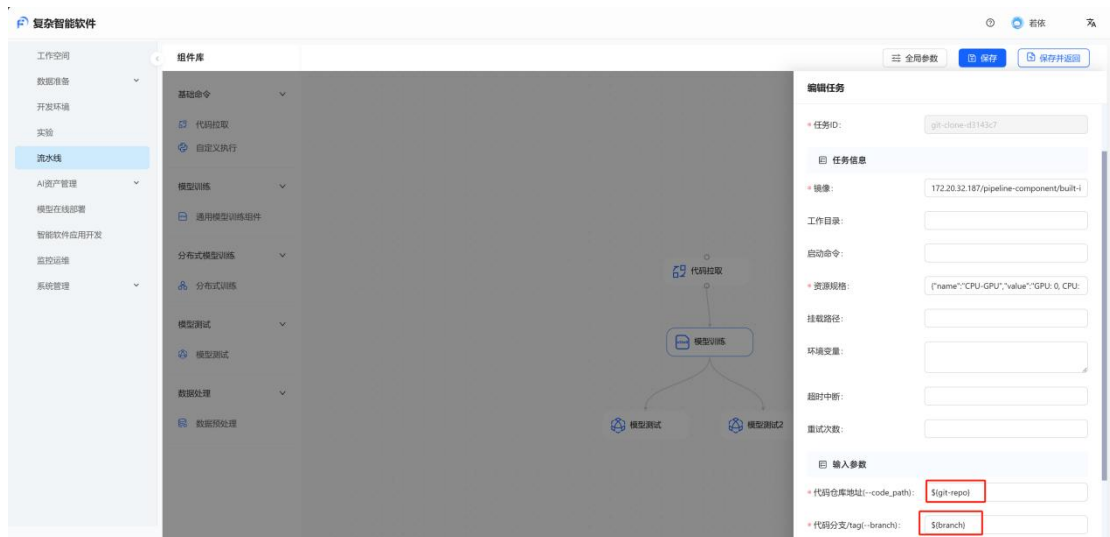 复杂智能软件
若依
工作空间
数据准备
开发环境
实验
流水线
AI资产管理
模型在线部署
智能软件应用开发
监控运维
系统管理
组件库
全局参数
保存
保存并返回
基础命令
代码拉取
自定义执行
模型训练
通用模型训练组件
分布式模型训练
分布式训练
模型测试
模型测试
数据处理
数据预处理
代码拉取
模型训练
模型测试
模型测试2
编辑任务
* 任务ID: git-clone-d3143c7
任务信息
* 镜像: 172.20.32.187/pipeline-component/built-i
工作目录:
启动命令:
* 资源规格: {"name":"CPU-GPU","value":"GPU: 0, CPU:
挂载路径:
环境变量:
超时中断:
重试次数:
输入参数
* 代码仓库地址(--code_path): $(git-repo)
* 代码分支/tag(--branch): $(branch)